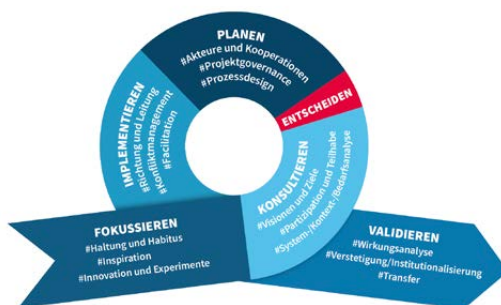 PLANEN
#Akteure und Kooperationen
#Projektgovernance
#Prozessdesign
ENTSCHEIDEN
KONSULTIEREN
#Visionen und Ziele
#Partizipation und Teilhabe
#System-/Kontext-/Bedarfsanalyse
IMPLEMENTIEREN
#Richtung und Leitung
#Konfliktmanagement
#Facilitation
FOKUSSIEREN
#Haltung und Habitus
#Inspiration
#Innovation und Experimente
VALIDIEREN
#Wirkungsanalyse
#Verstetigung/Institutionalisierung
#Transfer